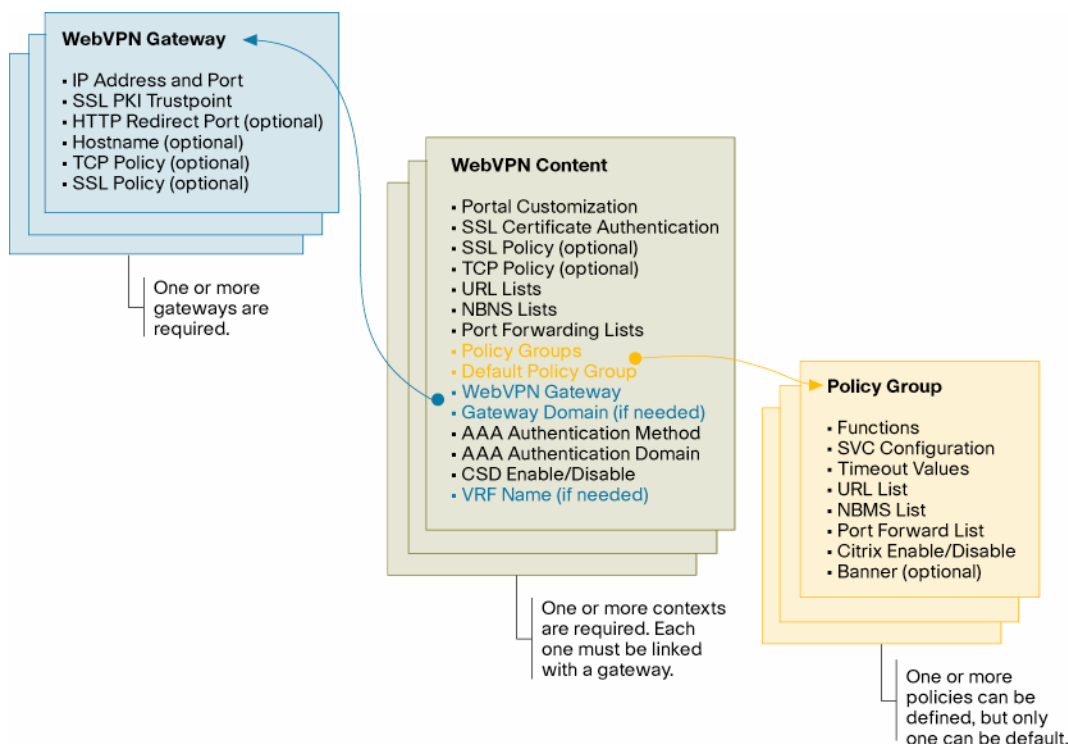 WebVPN Gateway
▪ IP Address and Port
▪ SSL PKI Trustpoint
▪ HTTP Redirect Port (optional)
▪ Hostname (optional)
▪ TCP Policy (optional)
▪ SSL Policy (optional)
One or more
gateways are
required.
WebVPN Content
▪ Portal Customization
▪ SSL Certificate Authentication
▪ SSL Policy (optional)
▪ TCP Policy (optional)
▪ URL Lists
▪ NBNS Lists
▪ Port Forwarding Lists
▪ Policy Groups
▪ Default Policy Group
▪ WebVPN Gateway
▪ Gateway Domain (if needed)
▪ AAA Authentication Method
▪ AAA Authentication Domain
▪ CSD Enable/Disable
▪ VRF Name (if needed)
One or more contexts
are required. Each
one must be linked
with a gateway.
Policy Group
▪ Functions
▪ SVC Configuration
▪ Timeout Values
▪ URL List
▪ NBMS List
▪ Port Forward List
▪ Citrix Enable/Disable
▪ Banner (optional)
One or more
policies can be
defined, but only
one can be default.